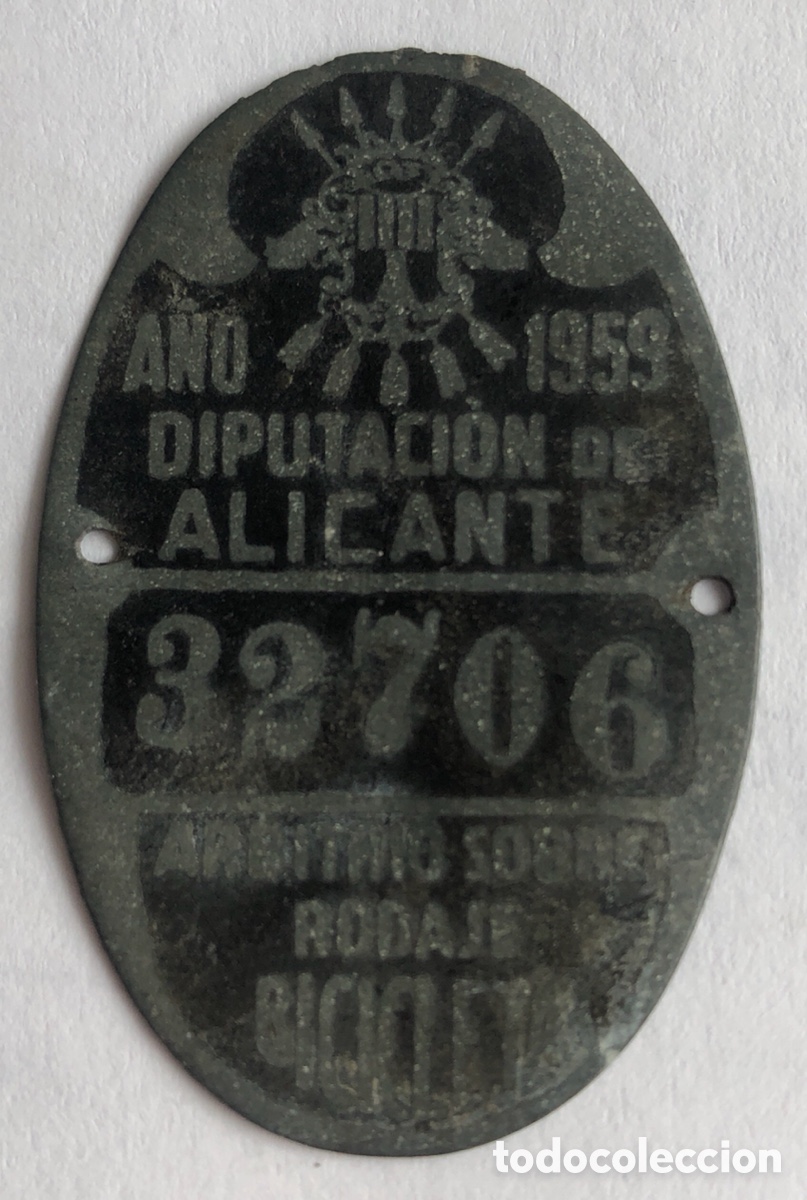 AÑO 1959
DIPUTACIÓN DE
ALICANTE
32706
ARBITRIO SOBRE
RODAJE
BICICLETA
todocoleccion